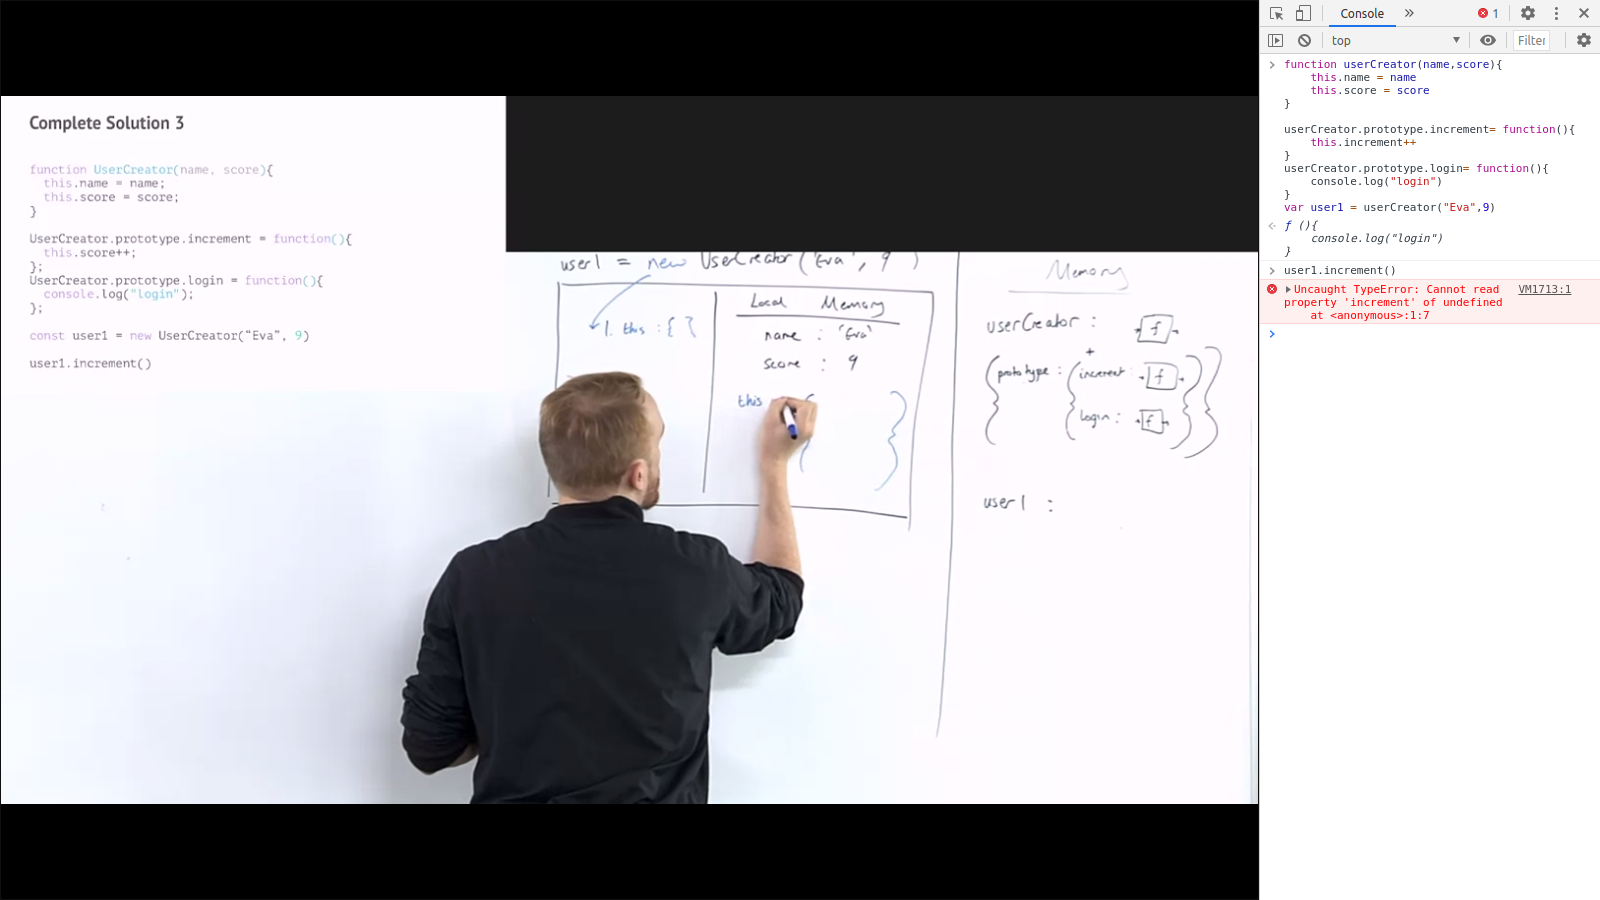 Complete Solution 3
function UserCreator(name, score){
this.name = name;
this.score = score;
}
UserCreator.prototype.increment = function(){
this.score++;
};
UserCreator.prototype.login = function(){
console.log("login");
};
const user1 = new UserCreator("Eva", 9)
user1.increment()
user1 = new UserCreator('Eva', 9)
1. this : { }
Local Memory
name : 'Eva'
score : 9
this
Memory
userCreator : f
+
prototype : increment : f
login : f
user1 :
Console
1
top
Filter
function userCreator(name,score){
this.name = name
this.score = score
}
userCreator.prototype.increment= function(){
this.increment++
}
userCreator.prototype.login= function(){
console.log("login")
}
var user1 = userCreator("Eva",9)
ƒ (){
console.log("login")
}
user1.increment()
Uncaught TypeError: Cannot read VM1713:1
property 'increment' of undefined
at <anonymous>:1:7